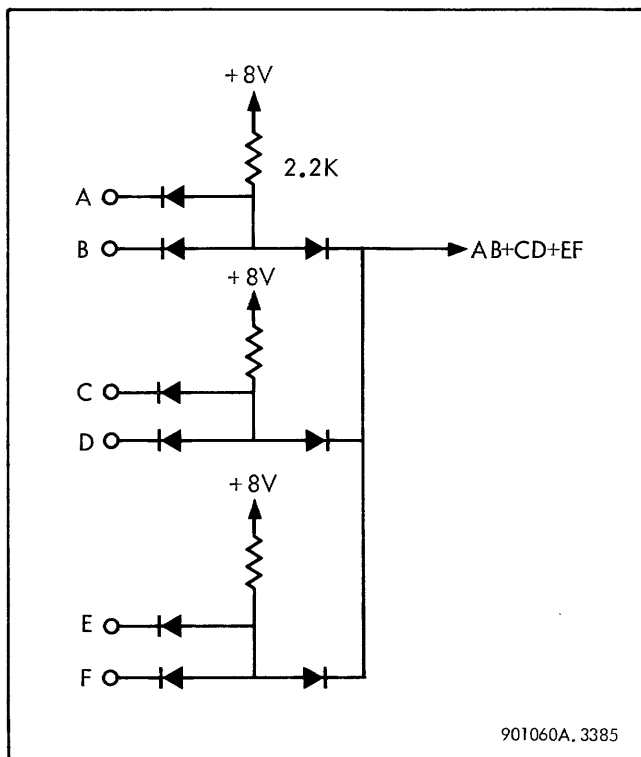 +8V
2.2K
A
B
AB+CD+EF
+8V
C
D
+8V
E
F
901060A.3385